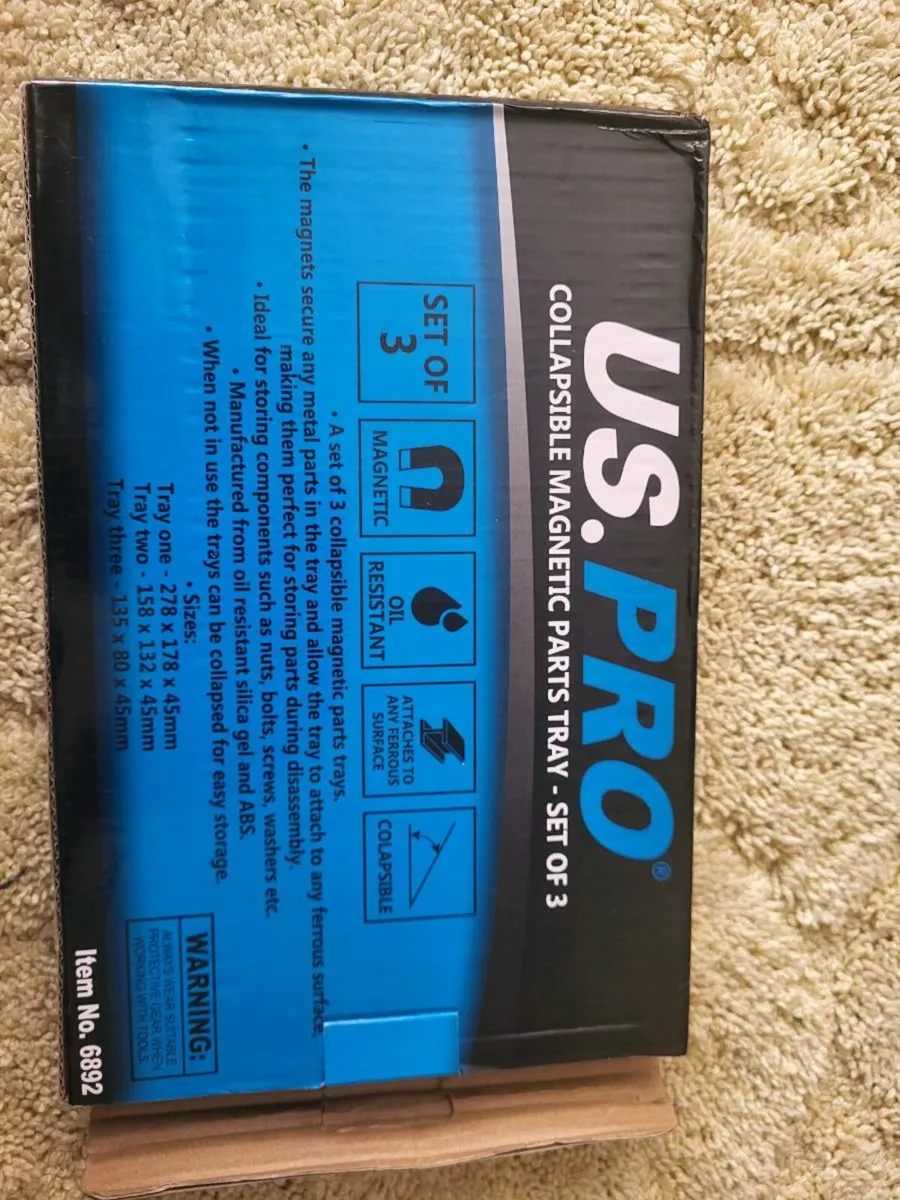 US.PRO®
COLLAPSIBLE MAGNETIC PARTS TRAY - SET OF 3
SET OF
3
MAGNETIC
OIL
RESISTANT
ATTACHES TO
ANY FERROUS
SURFACE
COLAPSIBLE
• A set of 3 collapsible magnetic parts trays.
• The magnets secure any metal parts in the tray and allow the tray to attach to any ferrous surface,
making them perfect for storing parts during disassembly.
• Ideal for storing components such as nuts, bolts, screws, washers etc.
• Manufactured from oil resistant silica gel and ABS.
• When not in use the trays can be collapsed for easy storage.
• Sizes:
Tray one - 278 x 178 x 45mm
Tray two - 158 x 132 x 45mm
Tray three - 135 x 80 x 45mm
WARNING:
ALWAYS WEAR SUITABLE
PROTECTIVE GEAR WHEN
WORKING WITH TOOLS.
Item No. 6892